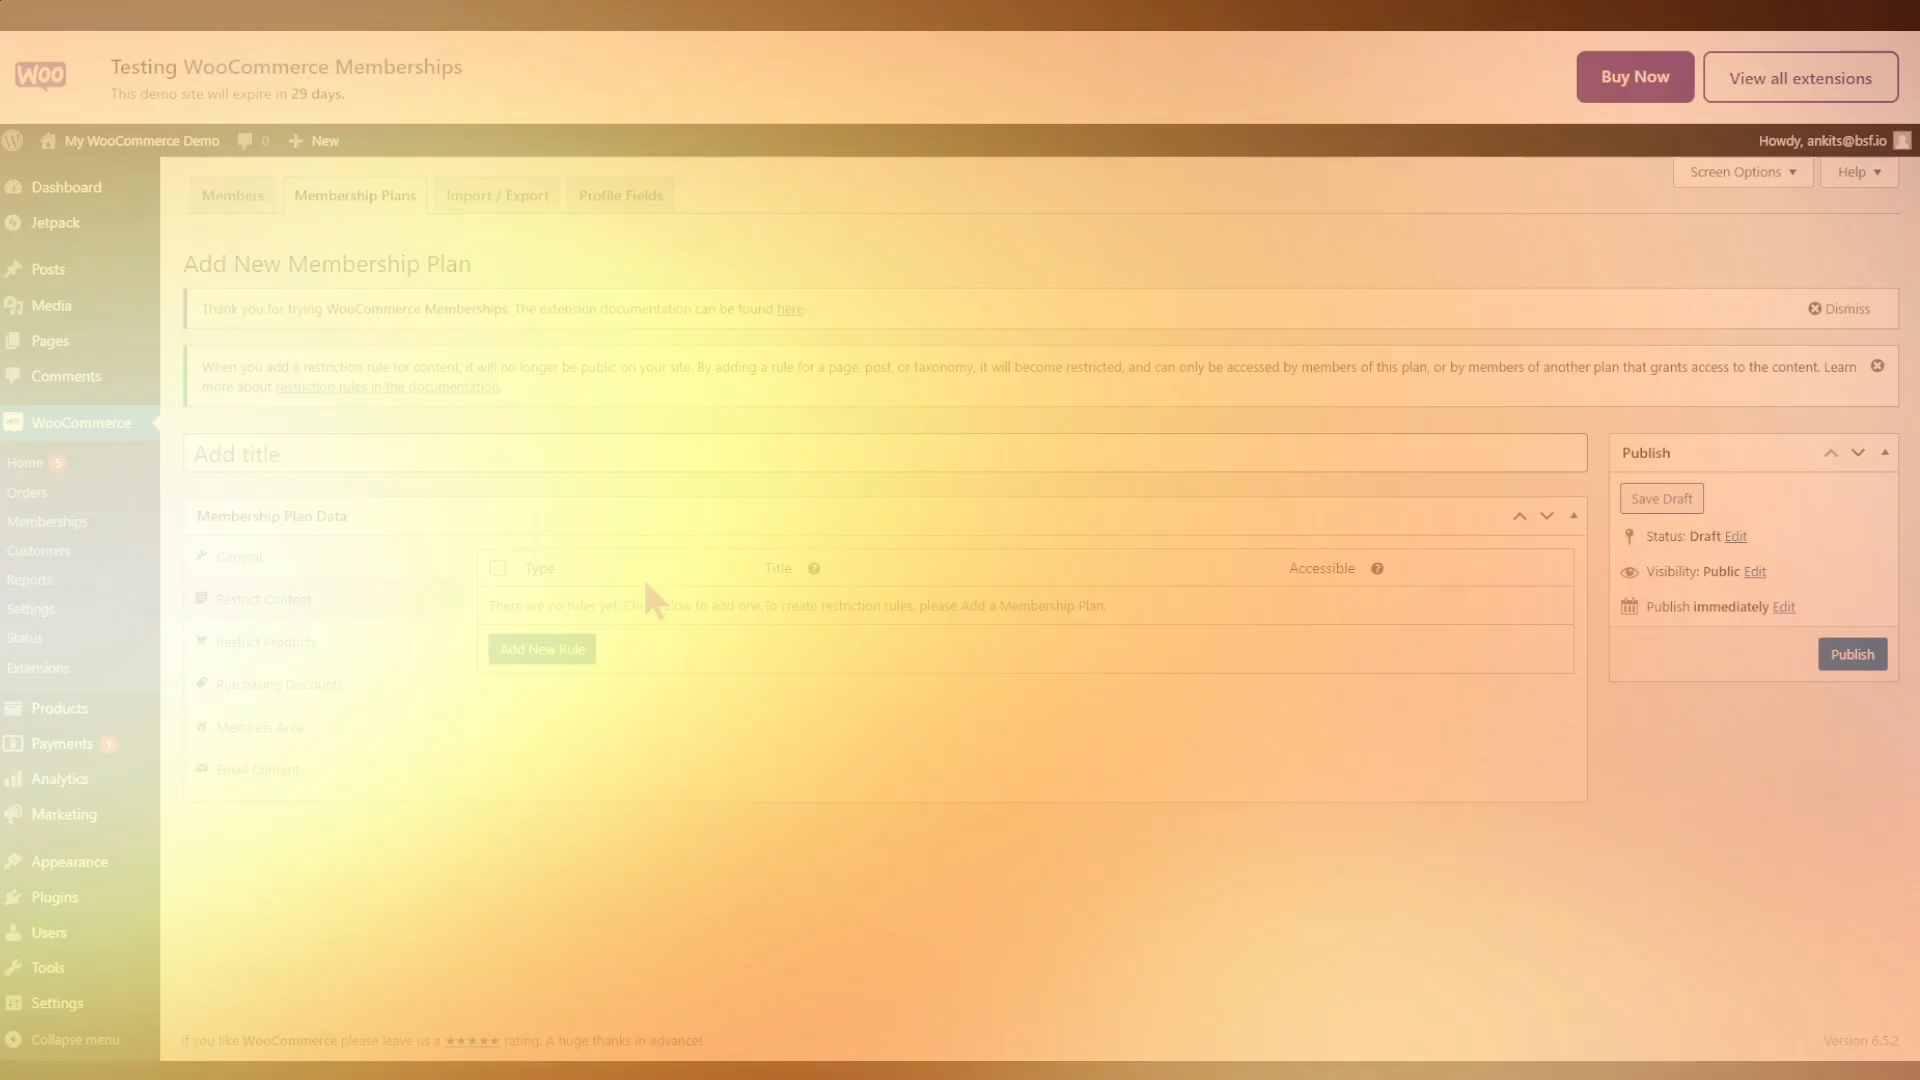 Woo
Testing WooCommerce Memberships
This demo site will expire in 29 days.
Buy Now
View all extensions
My WooCommerce Demo
0
New
Howdy, ankits@bsf.io
Dashboard
Jetpack
Posts
Media
Pages
Comments
WooCommerce
Home 5
Orders
Memberships
Customers
Reports
Settings
Status
Extensions
Products
Payments 1
Analytics
Marketing
Appearance
Plugins
Users
Tools
Settings
Collapse menu
Screen Options
Help
Members
Membership Plans
Import / Export
Profile Fields
Add New Membership Plan
Thank you for trying WooCommerce Memberships. The extension documentation can be found here.
Dismiss
When you add a restriction rule for content, it will no longer be public on your site. By adding a rule for a page, post, or taxonomy, it will become restricted, and can only be accessed by members of this plan, or by members of another plan that grants access to the content. Learn
more about restriction rules in the documentation.
Add title
Membership Plan Data
General
Restrict Content
Restrict Products
Purchasing Discounts
Members Area
Email Content
Type
Title
Accessible
There are no rules yet. to add one.To create restriction rules, please Add a Membership Plan.
Add New Rule
Publish
Save Draft
Status: Draft Edit
Visibility: Public Edit
Publish immediately Edit
Publish
If you like WooCommerce please leave us a ★★★★★ rating. A huge thanks in advance!
Version 6.5.2